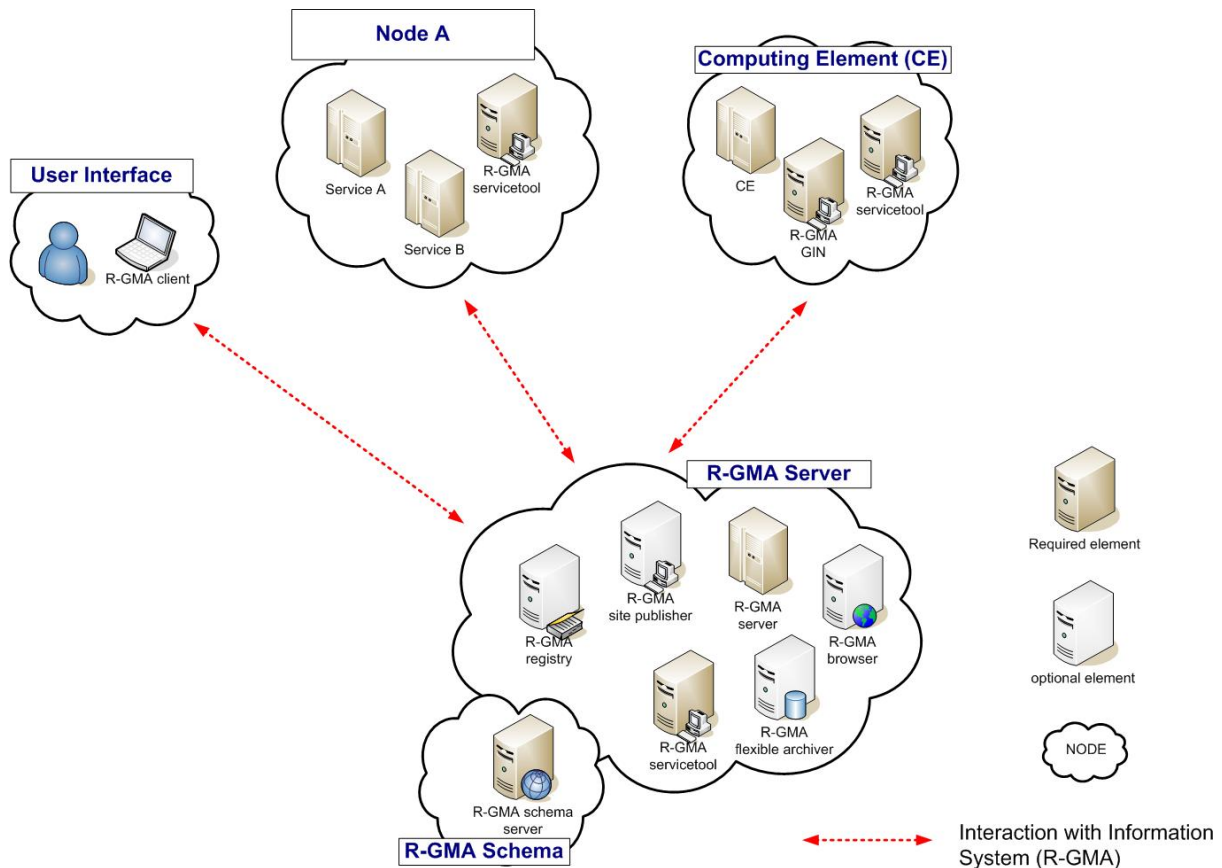 Node A
Service A
Service B
R-GMA
servicetool
Computing Element (CE)
CE
R-GMA
GIN
R-GMA
servicetool
User Interface
R-GMA client
R-GMA Server
R-GMA
registry
R-GMA
site publisher
R-GMA
server
R-GMA
browser
R-GMA
servicetool
R-GMA
flexible archiver
R-GMA schema
server
R-GMA Schema
Required element
optional element
NODE
Interaction with Information
System (R-GMA)